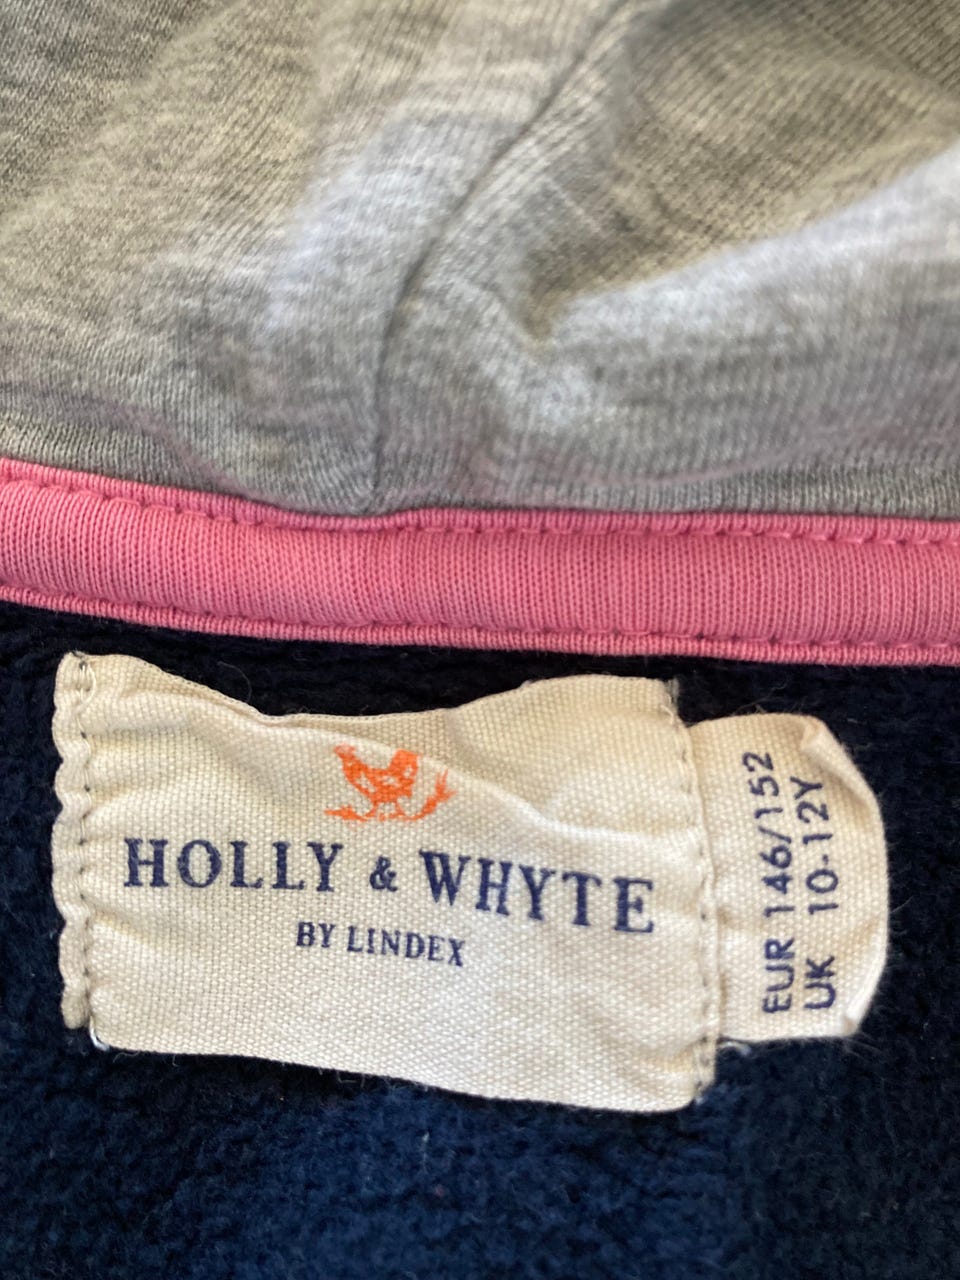 HOLLY & WHYTE
BY LINDEX
EUR 146/152
UK 10-12Y